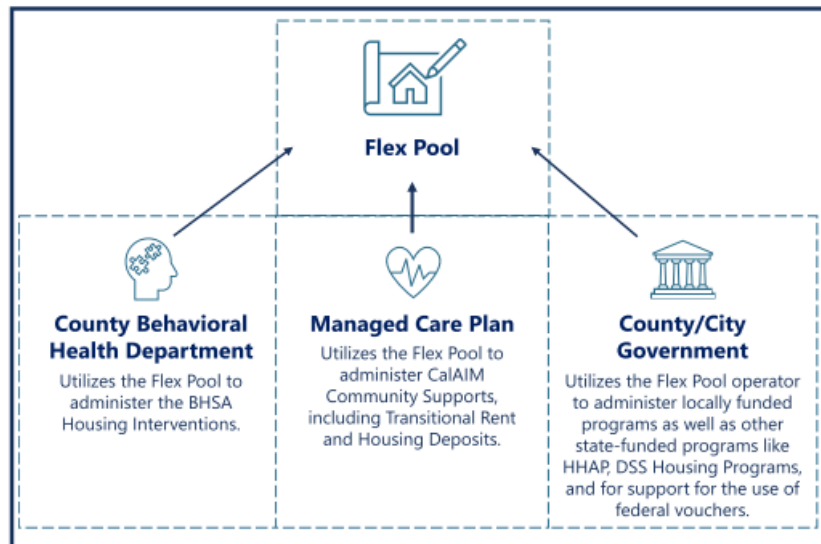 Flex Pool
County Behavioral
Health Department
Utilizes the Flex Pool to
administer the BHSA
Housing Interventions.
Managed Care Plan
Utilizes the Flex Pool to
administer CalAIM
Community Supports,
including Transitional Rent
and Housing Deposits.
County/City
Government
Utilizes the Flex Pool operator
to administer locally funded
programs as well as other
state-funded programs like
HHAP, DSS Housing Programs,
and for support for the use of
federal vouchers.